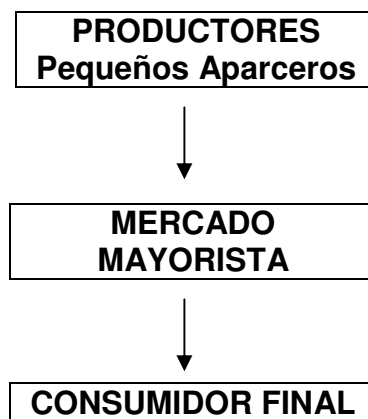 PRODUCTORES
Pequeños Aparceros
MERCADO
MAYORISTA
CONSUMIDOR FINAL